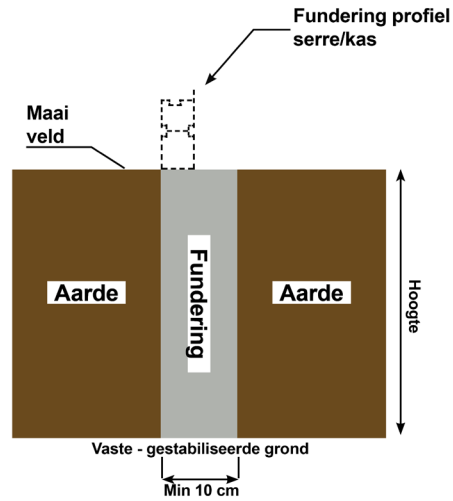 Fundering profiel
serre/kas
Maai
veld
Aarde
Fundering
Aarde
Hoogte
Vaste - gestabiliseerde grond
Min 10 cm